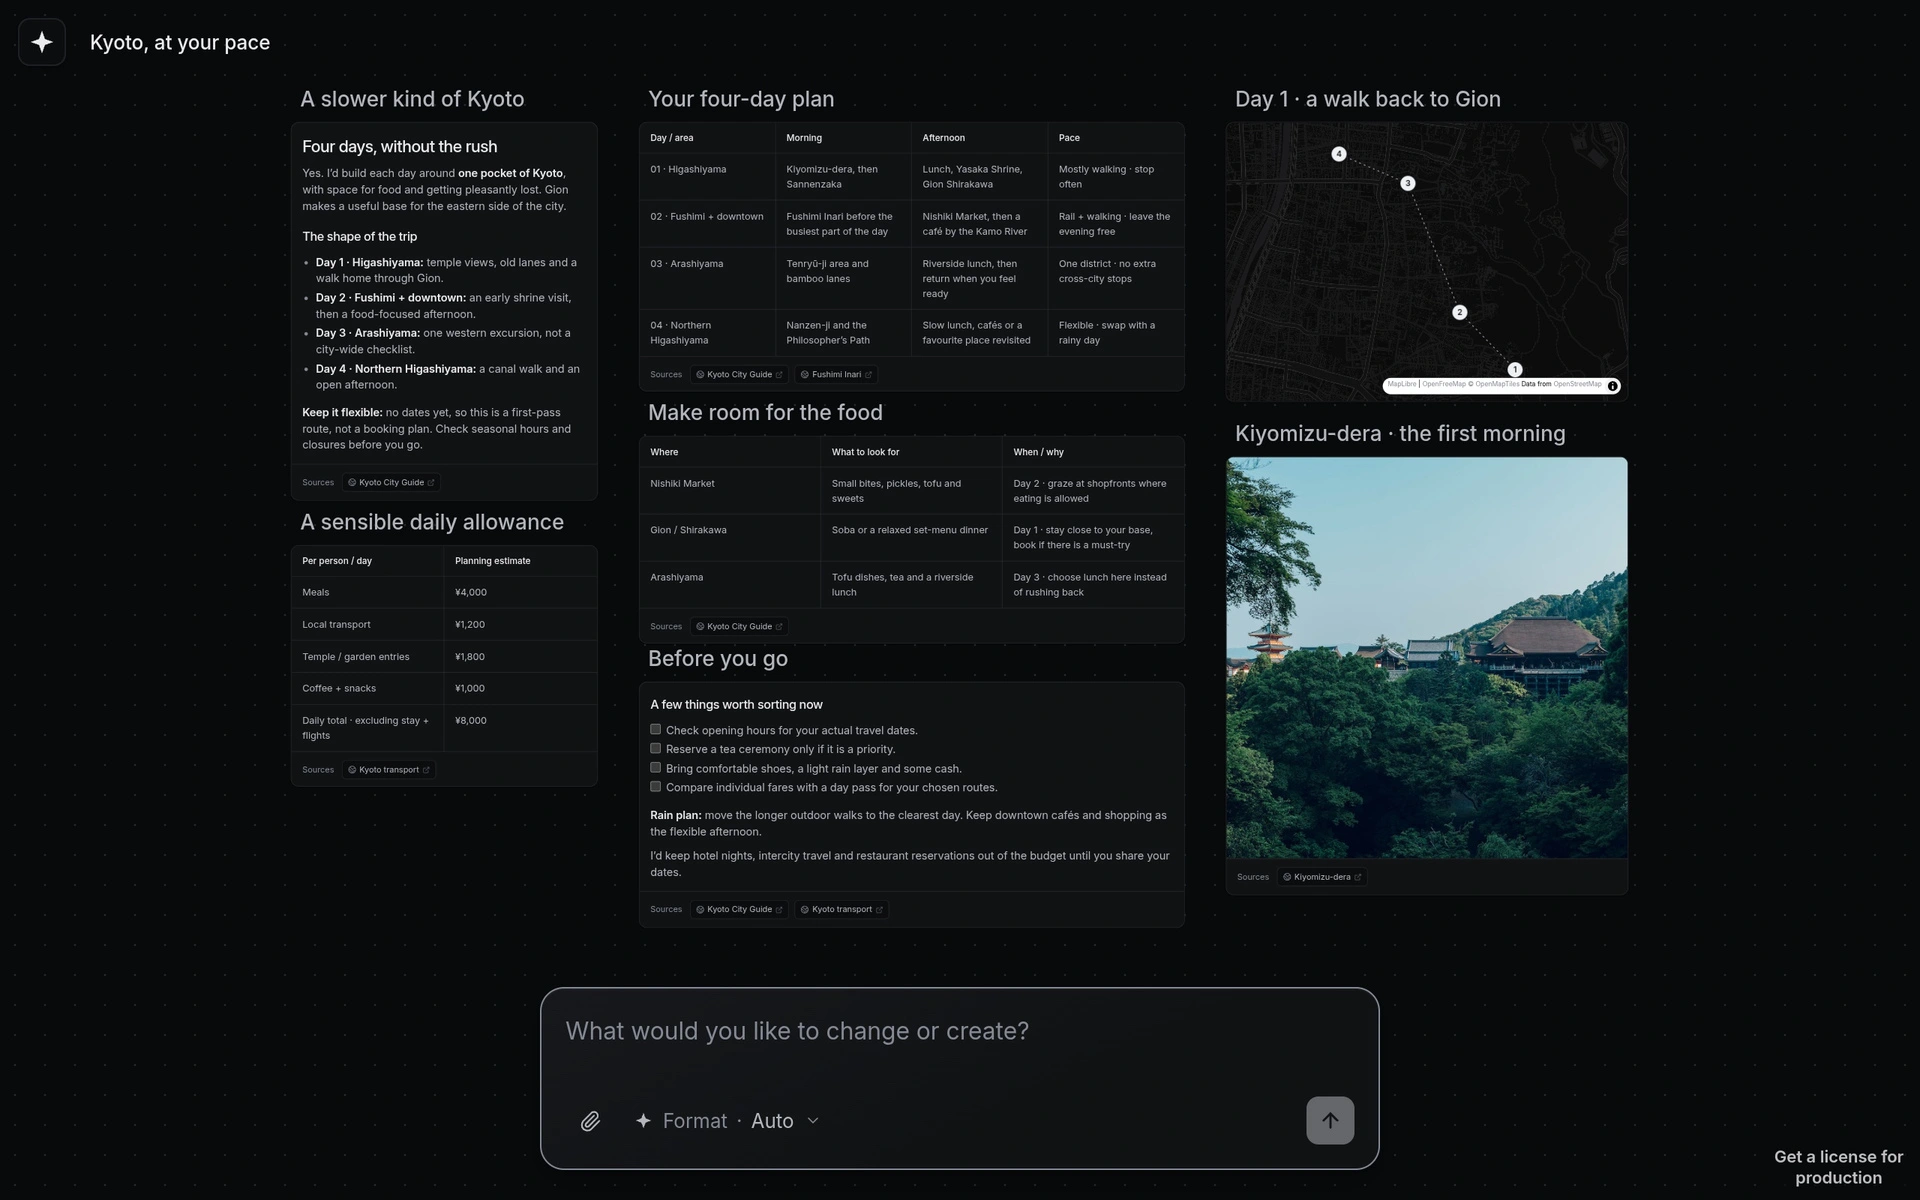 Kyoto, at your pace
A slower kind of Kyoto
Four days, without the rush
Yes. I'd build each day around one pocket of Kyoto,
with space for food and getting pleasantly lost. Gion
makes a useful base for the eastern side of the city.
The shape of the trip
• Day 1 · Higashiyama: temple views, old lanes and a
walk home through Gion.
• Day 2 · Fushimi + downtown: an early shrine visit,
then a food-focused afternoon.
• Day 3 · Arashiyama: one western excursion, not a
city-wide checklist.
• Day 4 · Northern Higashiyama: a canal walk and an
open afternoon.
Keep it flexible: no dates yet, so this is a first-pass
route, not a booking plan. Check seasonal hours and
closures before you go.
Sources Kyoto City Guide
A sensible daily allowance
Per person / day Planning estimate
Meals ¥4,000
Local transport ¥1,200
Temple / garden entries ¥1,800
Coffee + snacks ¥1,000
Daily total · excluding stay + ¥8,000
flights
Sources Kyoto transport
Your four-day plan
Day / area Morning Afternoon Pace
01 · Higashiyama Kiyomizu-dera, then Lunch, Yasaka Shrine, Mostly walking · stop
Sannenzaka Gion Shirakawa often
02 · Fushimi + downtown Fushimi Inari before the Nishiki Market, then a Rail + walking · leave the
busiest part of the day café by the Kamo River evening free
03 · Arashiyama Tenryū-ji area and Riverside lunch, then One district · no extra
bamboo lanes return when you feel cross-city stops
ready
04 · Northern Nanzen-ji and the Slow lunch, cafés or a Flexible · swap with a
Higashiyama Philosopher's Path favourite place revisited rainy day
Sources Kyoto City Guide Fushimi Inari
Make room for the food
Where What to look for When / why
Nishiki Market Small bites, pickles, tofu and Day 2 · graze at shopfronts where
sweets eating is allowed
Gion / Shirakawa Soba or a relaxed set-menu dinner Day 1 · stay close to your base,
book if there is a must-try
Arashiyama Tofu dishes, tea and a riverside Day 3 · choose lunch here instead
lunch of rushing back
Sources Kyoto City Guide
Before you go
A few things worth sorting now
Check opening hours for your actual travel dates.
Reserve a tea ceremony only if it is a priority.
Bring comfortable shoes, a light rain layer and some cash.
Compare individual fares with a day pass for your chosen routes.
Rain plan: move the longer outdoor walks to the clearest day. Keep downtown cafés and shopping as
the flexible afternoon.
I'd keep hotel nights, intercity travel and restaurant reservations out of the budget until you share your
dates.
Sources Kyoto City Guide Kyoto transport
Day 1 · a walk back to Gion
4
3
2
1
MapLibre | OpenFreeMap © OpenMapTiles Data from OpenStreetMap
Kiyomizu-dera · the first morning
Sources Kiyomizu-dera
What would you like to change or create?
Format · Auto
Get a license for
production